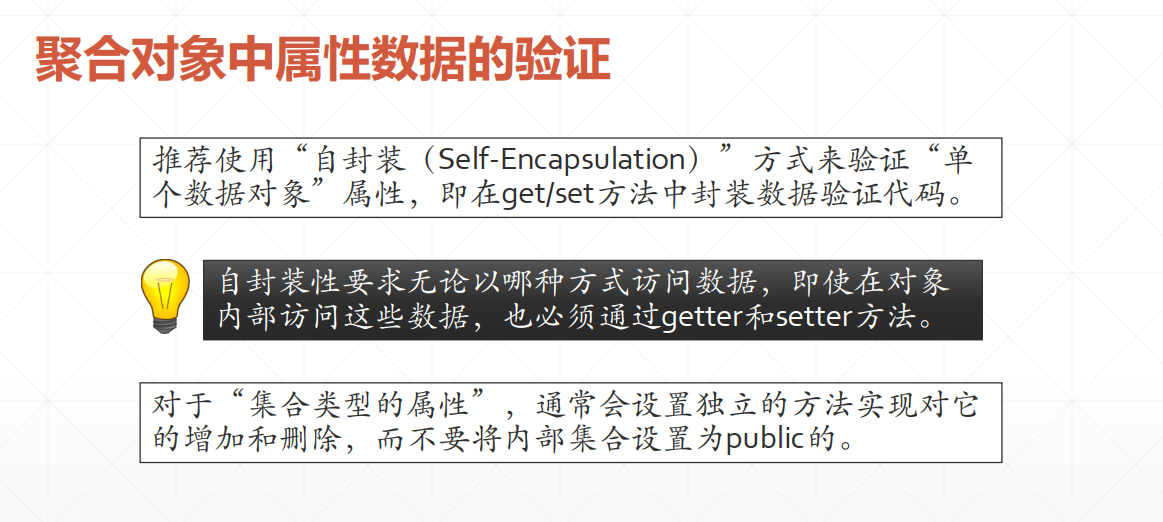 聚合对象中属性数据的验证
推荐使用“自封装（Self-Encapsulation）”方式来验证“单
个数据对象”属性，即在get/set方法中封装数据验证代码。
自封装性要求无论以哪种方式访问数据，即使在对象
内部访问这些数据，也必须通过getter和setter方法。
对于“集合类型的属性”，通常会设置独立的方法实现对它
的增加和删除，而不要将内部集合设置为public的。